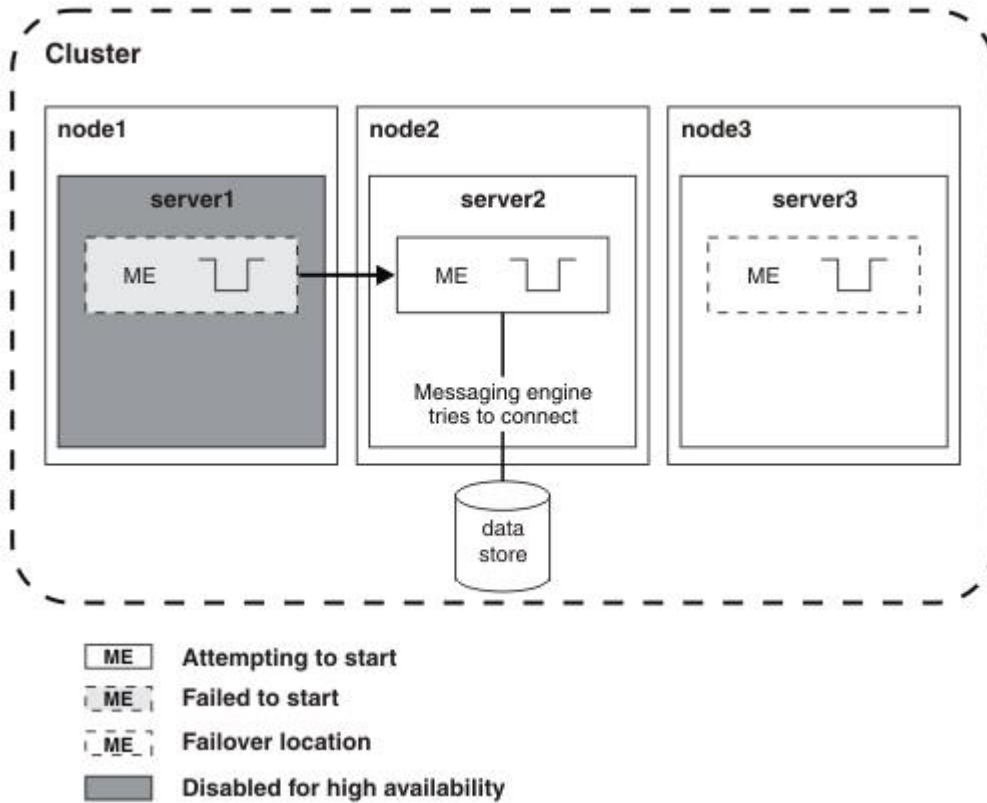 Cluster
node1
node2
node3
server1
server2
server3
ME
ME
ME
Messaging engine
tries to connect
data
store
ME Attempting to start
ME Failed to start
ME Failover location
Disabled for high availability